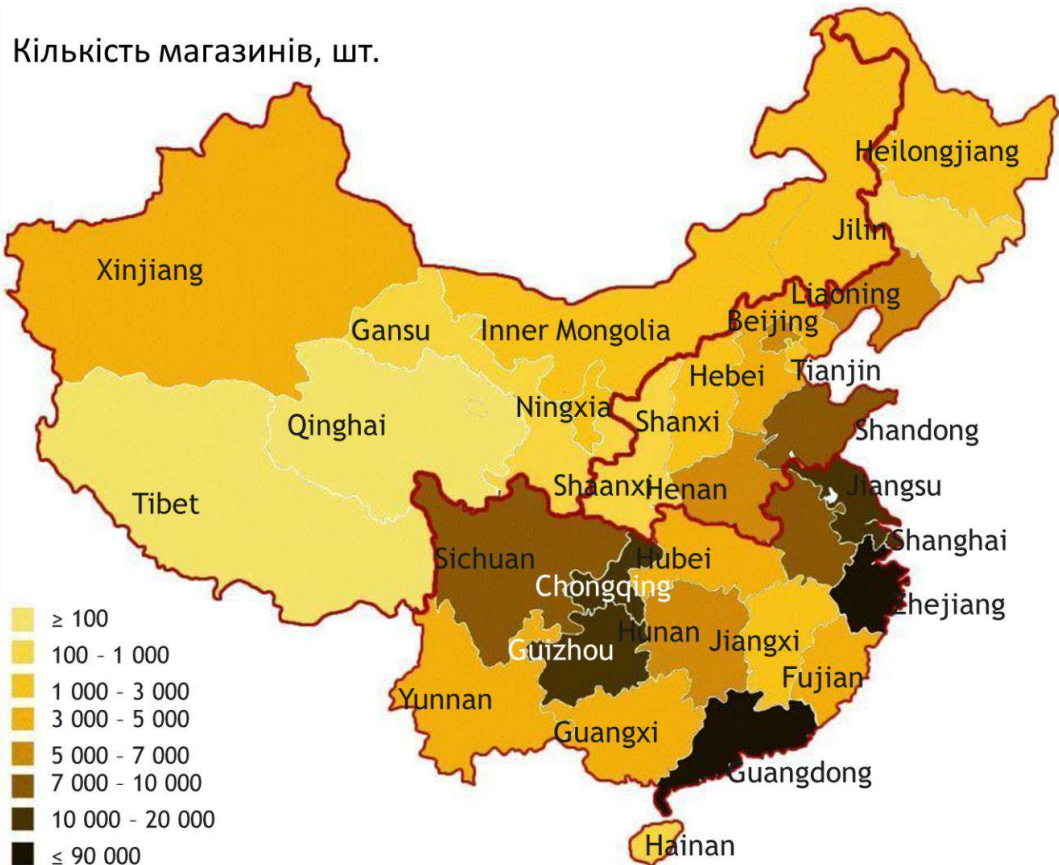 Кількість магазинів, шт.
Heilongjiang
Jilin
Xinjiang
Liaoning
Beijing
Gansu
Inner Mongolia
Tianjin
Hebei
Ningxia
Shanxi
Qinghai
Shandong
Shaanxi
Henan
Jiangsu
Tibet
Shanghai
Sichuan
Hubei
Chongqing
Zhejiang
Hunan
Jiangxi
Guizhou
Fujian
Yunnan
Guangxi
Guangdong
Hainan
≥ 100
100 - 1 000
1 000 - 3 000
3 000 - 5 000
5 000 - 7 000
7 000 - 10 000
10 000 - 20 000
≤ 90 000